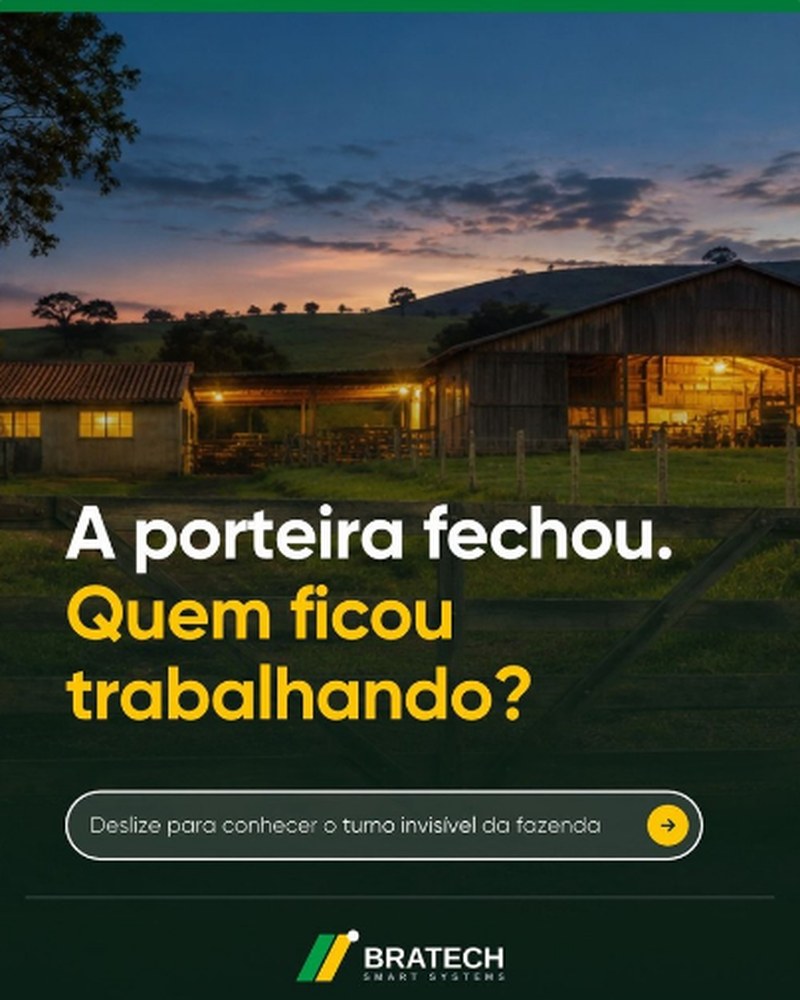 A porteira fechou.
Quem ficou
trabalhando?
Deslize para conhecer o turno invisível da fazenda
BRATECH
SMART SYSTEMS